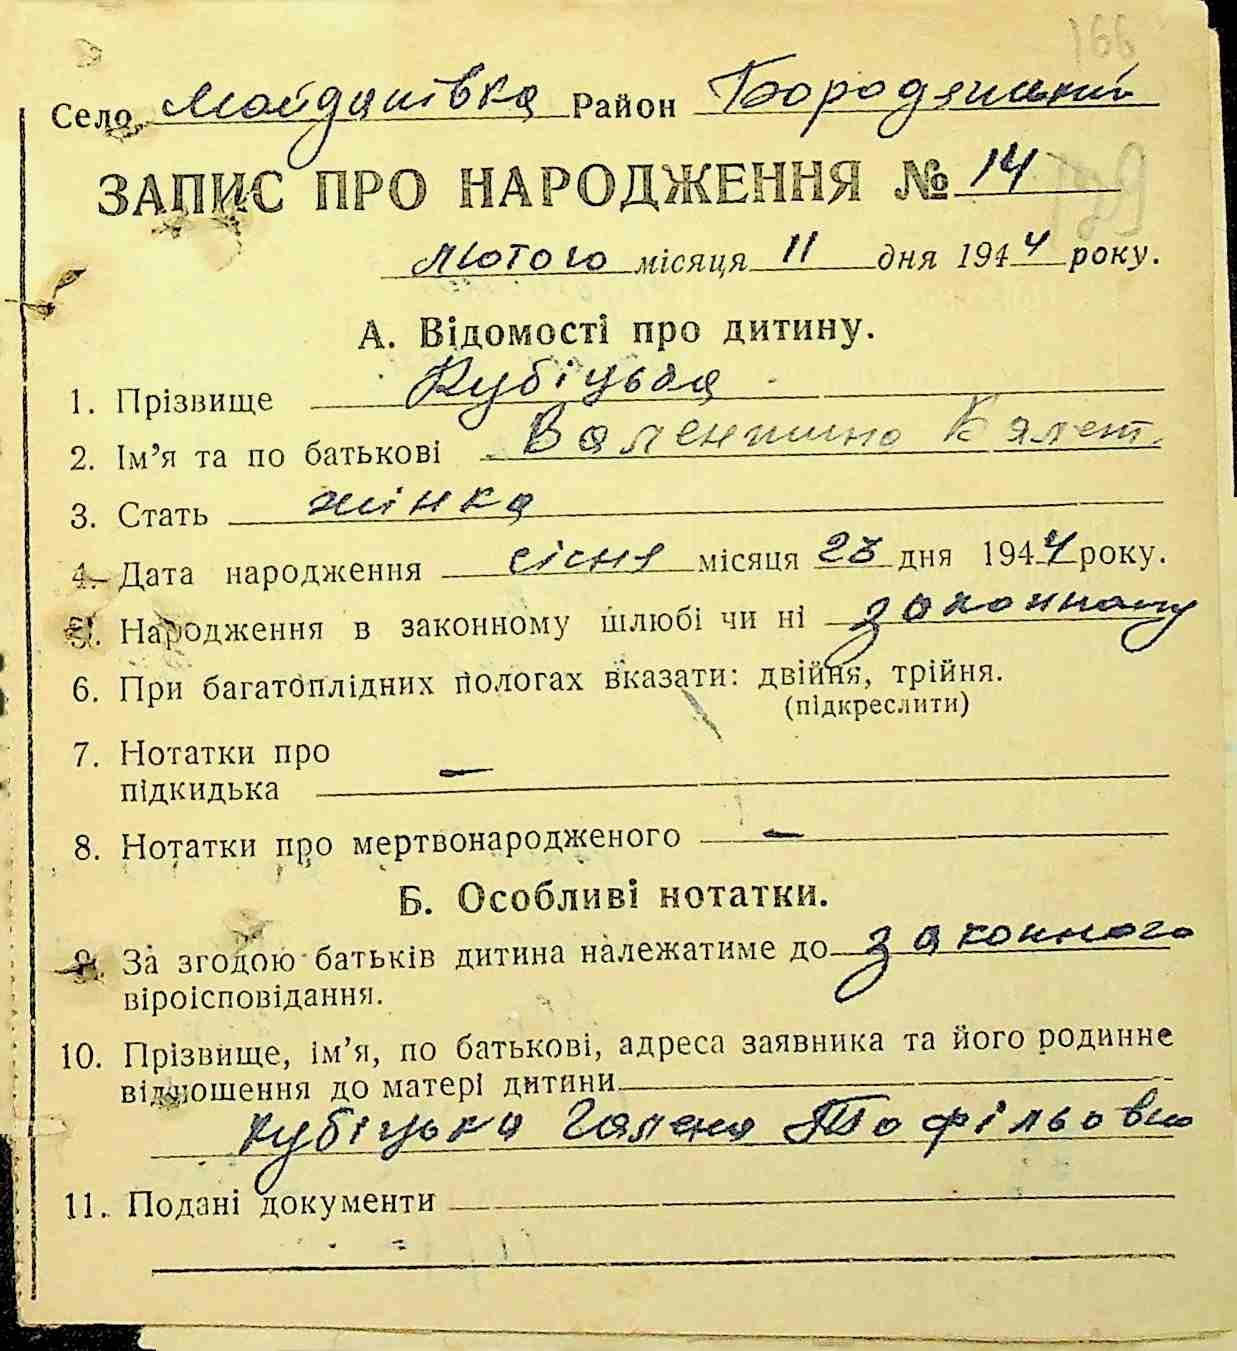 166
Село Мойданівка Район Бородянський
ЗАПИС ПРО НАРОДЖЕННЯ № 14
лютого місяця 11 дня 1944 року.
А. Відомості про дитину.
1. Прізвище Кубіцька
2. Ім’я та по батькові Валентина
3. Стать жінка
4. Дата народження січня місяця 23 дня 1944 року.
5. Народження в законному шлюбі чи ні законному
6. При багатоплідних пологах вказати: двійня, трійня.
(підкреслити)
7. Нотатки про
підкидька —
8. Нотатки про мертвонародженого —
Б. Особливі нотатки.
9. За згодою батьків дитина належатиме до законного
віроісповідання.
10. Прізвище, ім’я, по батькові, адреса заявника та його родинне
відношення до матері дитини
Кубіцька Галена Тофільовна
11. Подані документи